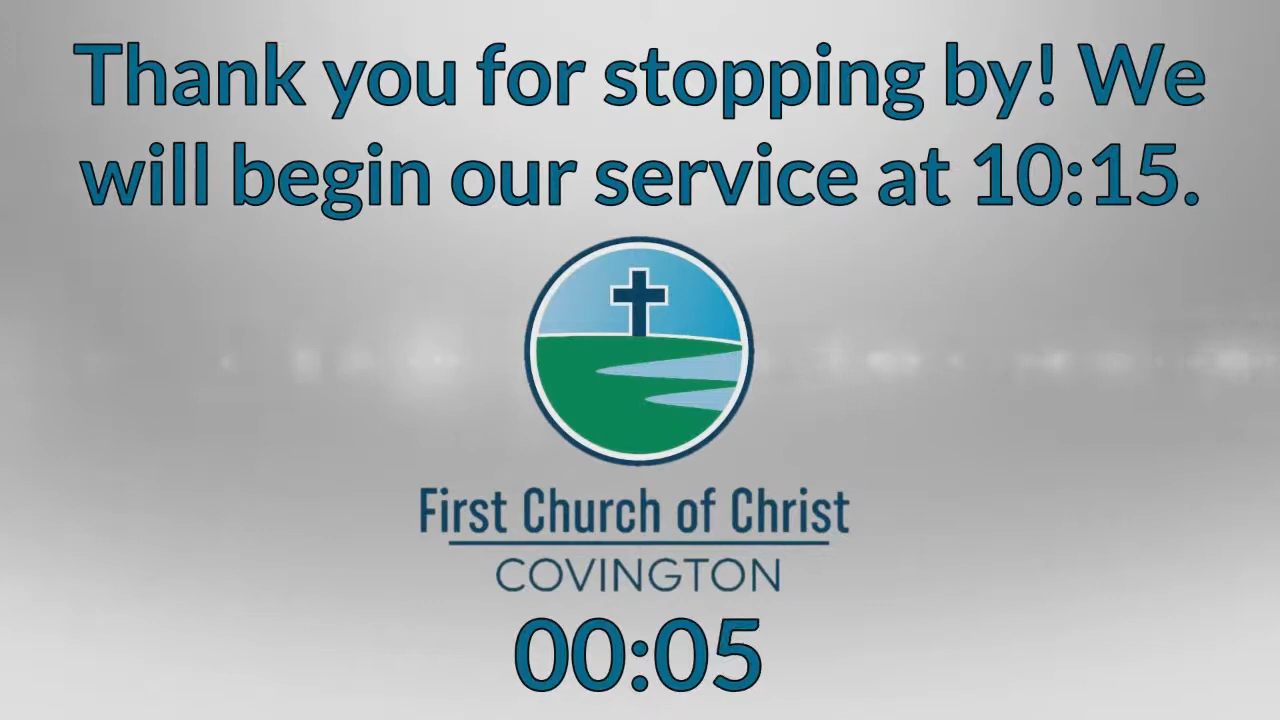 Thank you for stopping by! We
will begin our service at 10:15.
First Church of Christ
COVINGTON
00:05